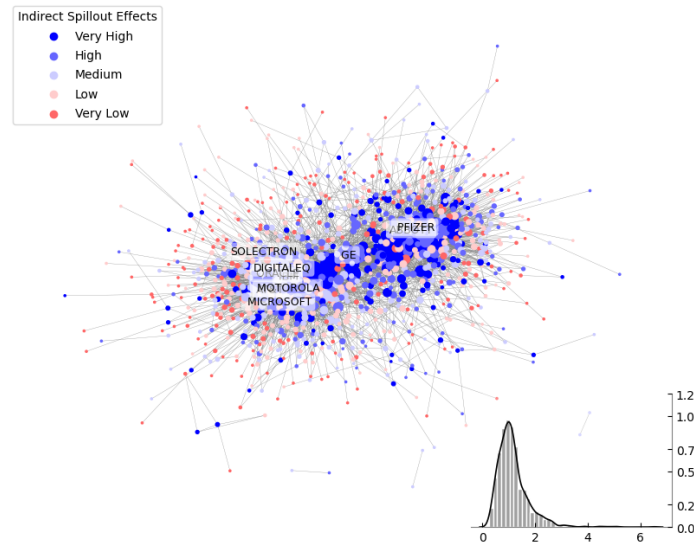 Indirect Spillout Effects
Very High
High
Medium
Low
Very Low
PFIZER
SOLECTRON
GE
DIGITALEQ
MOTOROLA
MICROSOFT
1.2
1.0
0.7
0.5
0.2
0.0
0 2 4 6